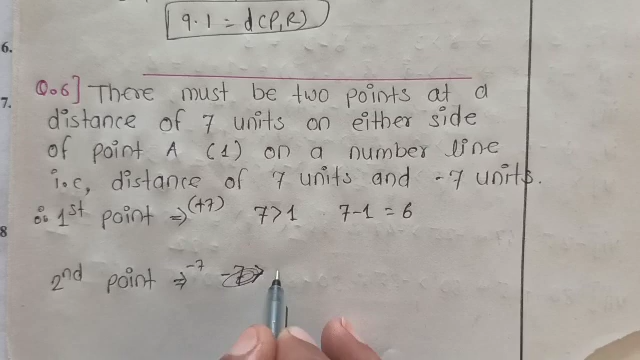 9.1 = d(P,R)
6.
Q.6] There must be two points at a
7.
distance of 7 units on either side
of point A (1) on a number line
i.e, distance of 7 units and -7 units.
∴ 1st point ⇒ (+7) 7>1 7-1 = 6
8
2nd point ⇒ -7